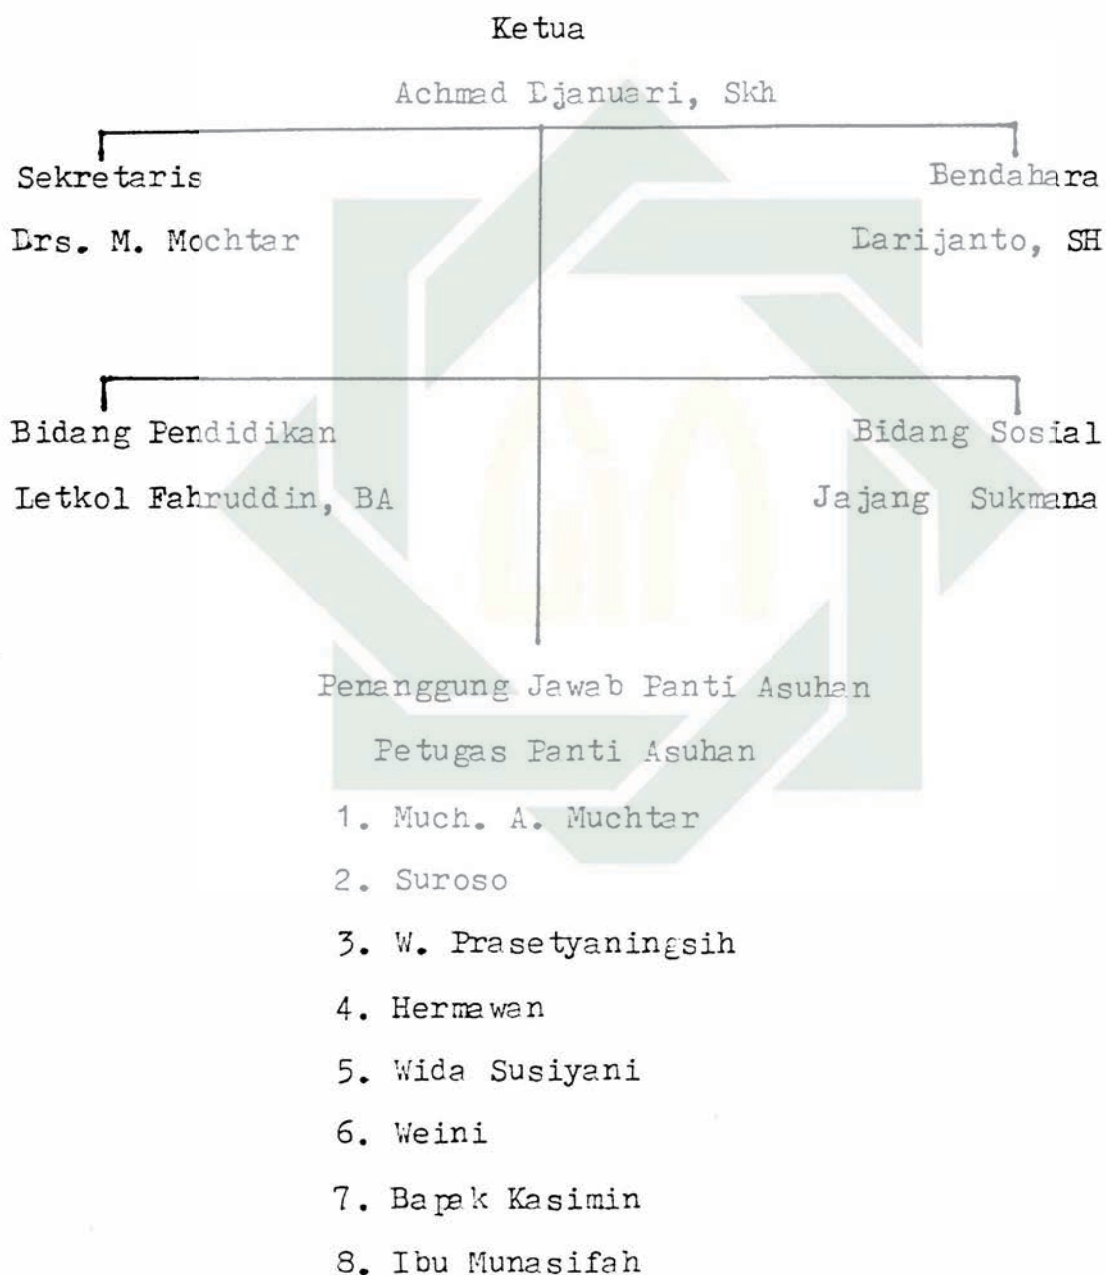 Ketua
Achmad Djanuari, Skh
Sekretaris
Drs. M. Mochtar
Bendahara
Darijanto, SH
Bidang Pendidikan
Letkol Fahruddin, BA
Bidang Sosial
Jajang Sukmana
Penanggung Jawab Panti Asuhan
Petugas Panti Asuhan
1. Much. A. Muchtar
2. Suroso
3. W. Prasetyaningsih
4. Hermawan
5. Wida Susiyani
6. Weini
7. Bapak Kasimin
8. Ibu Munasifah